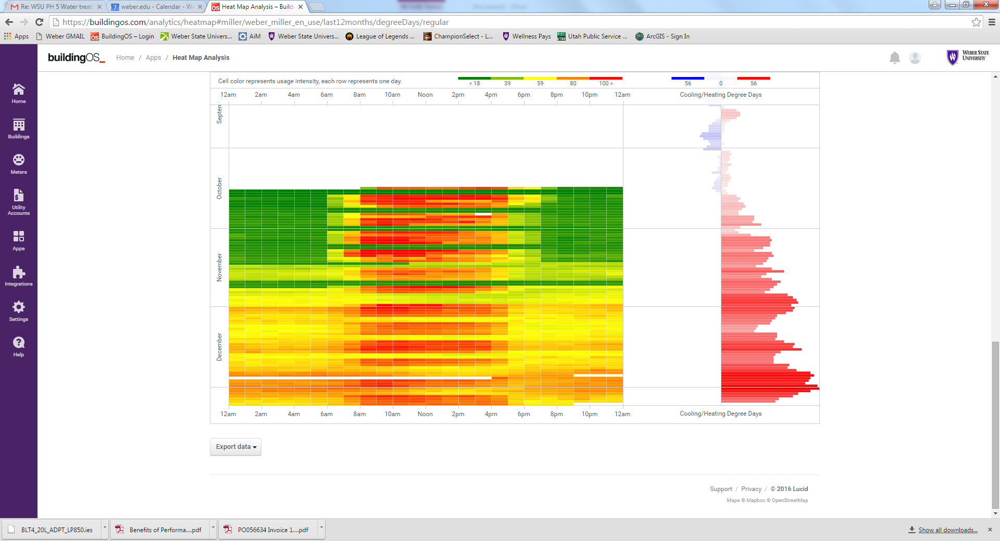 Re: WSU PH 5 Water treat
weber.edu - Calendar - W
Heat Map Analysis – Build
https://buildingos.com/analytics/heatmap#miller/weber_miller_en_use/last12months/degreeDays/regular
Apps Weber GMAIL BuildingOS – Login Weber State Univers... AiM Weber State Univers... League of Legends ... ChampionSelect - L... Wellness Pays Utah Public Service ... ArcGIS - Sign In
buildingOS_ Home / Apps / Heat Map Analysis
WEBER STATE
UNIVERSITY
Home
Buildings
Meters
Utility
Accounts
Apps
Integrations
Settings
Help
Cell color represents usage intensity, each row represents one day.
< 18 39 59 80 100 >
56 0 56
12am 2am 4am 6am 8am 10am Noon 2pm 4pm 6pm 8pm 10pm 12am Cooling/Heating Degree Days
October
November
December
12am 2am 4am 6am 8am 10am Noon 2pm 4pm 6pm 8pm 10pm 12am Cooling/Heating Degree Days
Export data
Support / Privacy / © 2016 Lucid
Maps © Mapbox © OpenStreetMap
BLT4_20L_ADPT_LP850.ies
Benefits of Performa....pdf
PO056634 Invoice 1....pdf
Show all downloads...